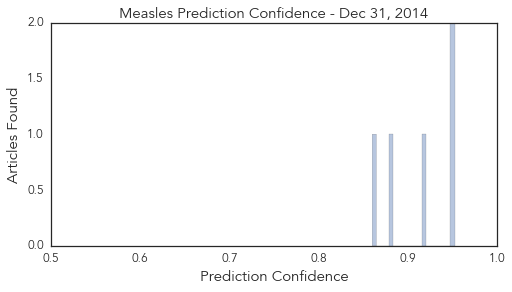 Measles Prediction Confidence - Dec 31, 2014
2.0
1.5
1.0
0.5
0.0
Articles Found
0.5 0.6 0.7 0.8 0.9 1.0
Prediction Confidence